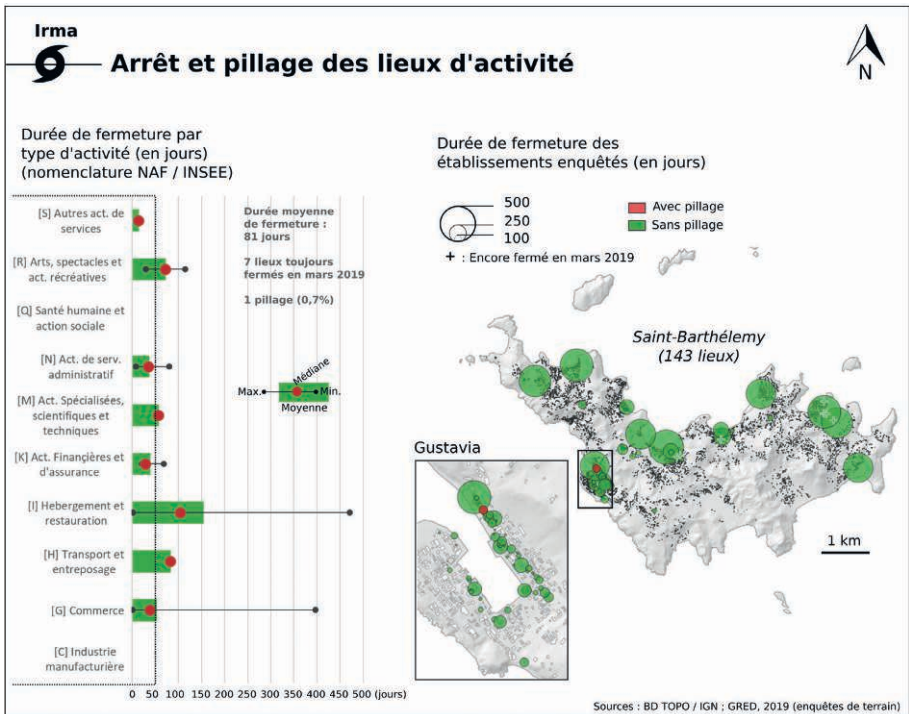 Irma
Arrêt et pillage des lieux d'activité
N
Durée de fermeture par
type d'activité (en jours)
(nomenclature NAF / INSEE)
[S] Autres act. de
services
[R] Arts, spectacles et
act. récréatives
[Q] Santé humaine et
action sociale
[N] Act. de serv.
administratif
[M] Act. Spécialisées,
scientifiques et
techniques
[K] Act. Financières et
d'assurance
[I] Hebergement et
restauration
[H] Transport et
entreposage
[G] Commerce
[C] Industrie
manufacturière
0 50 100 150 200 250 300 350 400 450 500 (jours)
Durée moyenne
de fermeture :
81 jours
7 lieux toujours
fermés en mars 2019
1 pillage (0,7%)
Médiane
Max.
Min.
Moyenne
Durée de fermeture des
établissements enquêtés (en jours)
500
250
100
Avec pillage
Sans pillage
+ : Encore fermé en mars 2019
Saint-Barthélemy
(143 lieux)
Gustavia
1 km
Sources : BD TOPO / IGN ; GRED, 2019 (enquêtes de terrain)